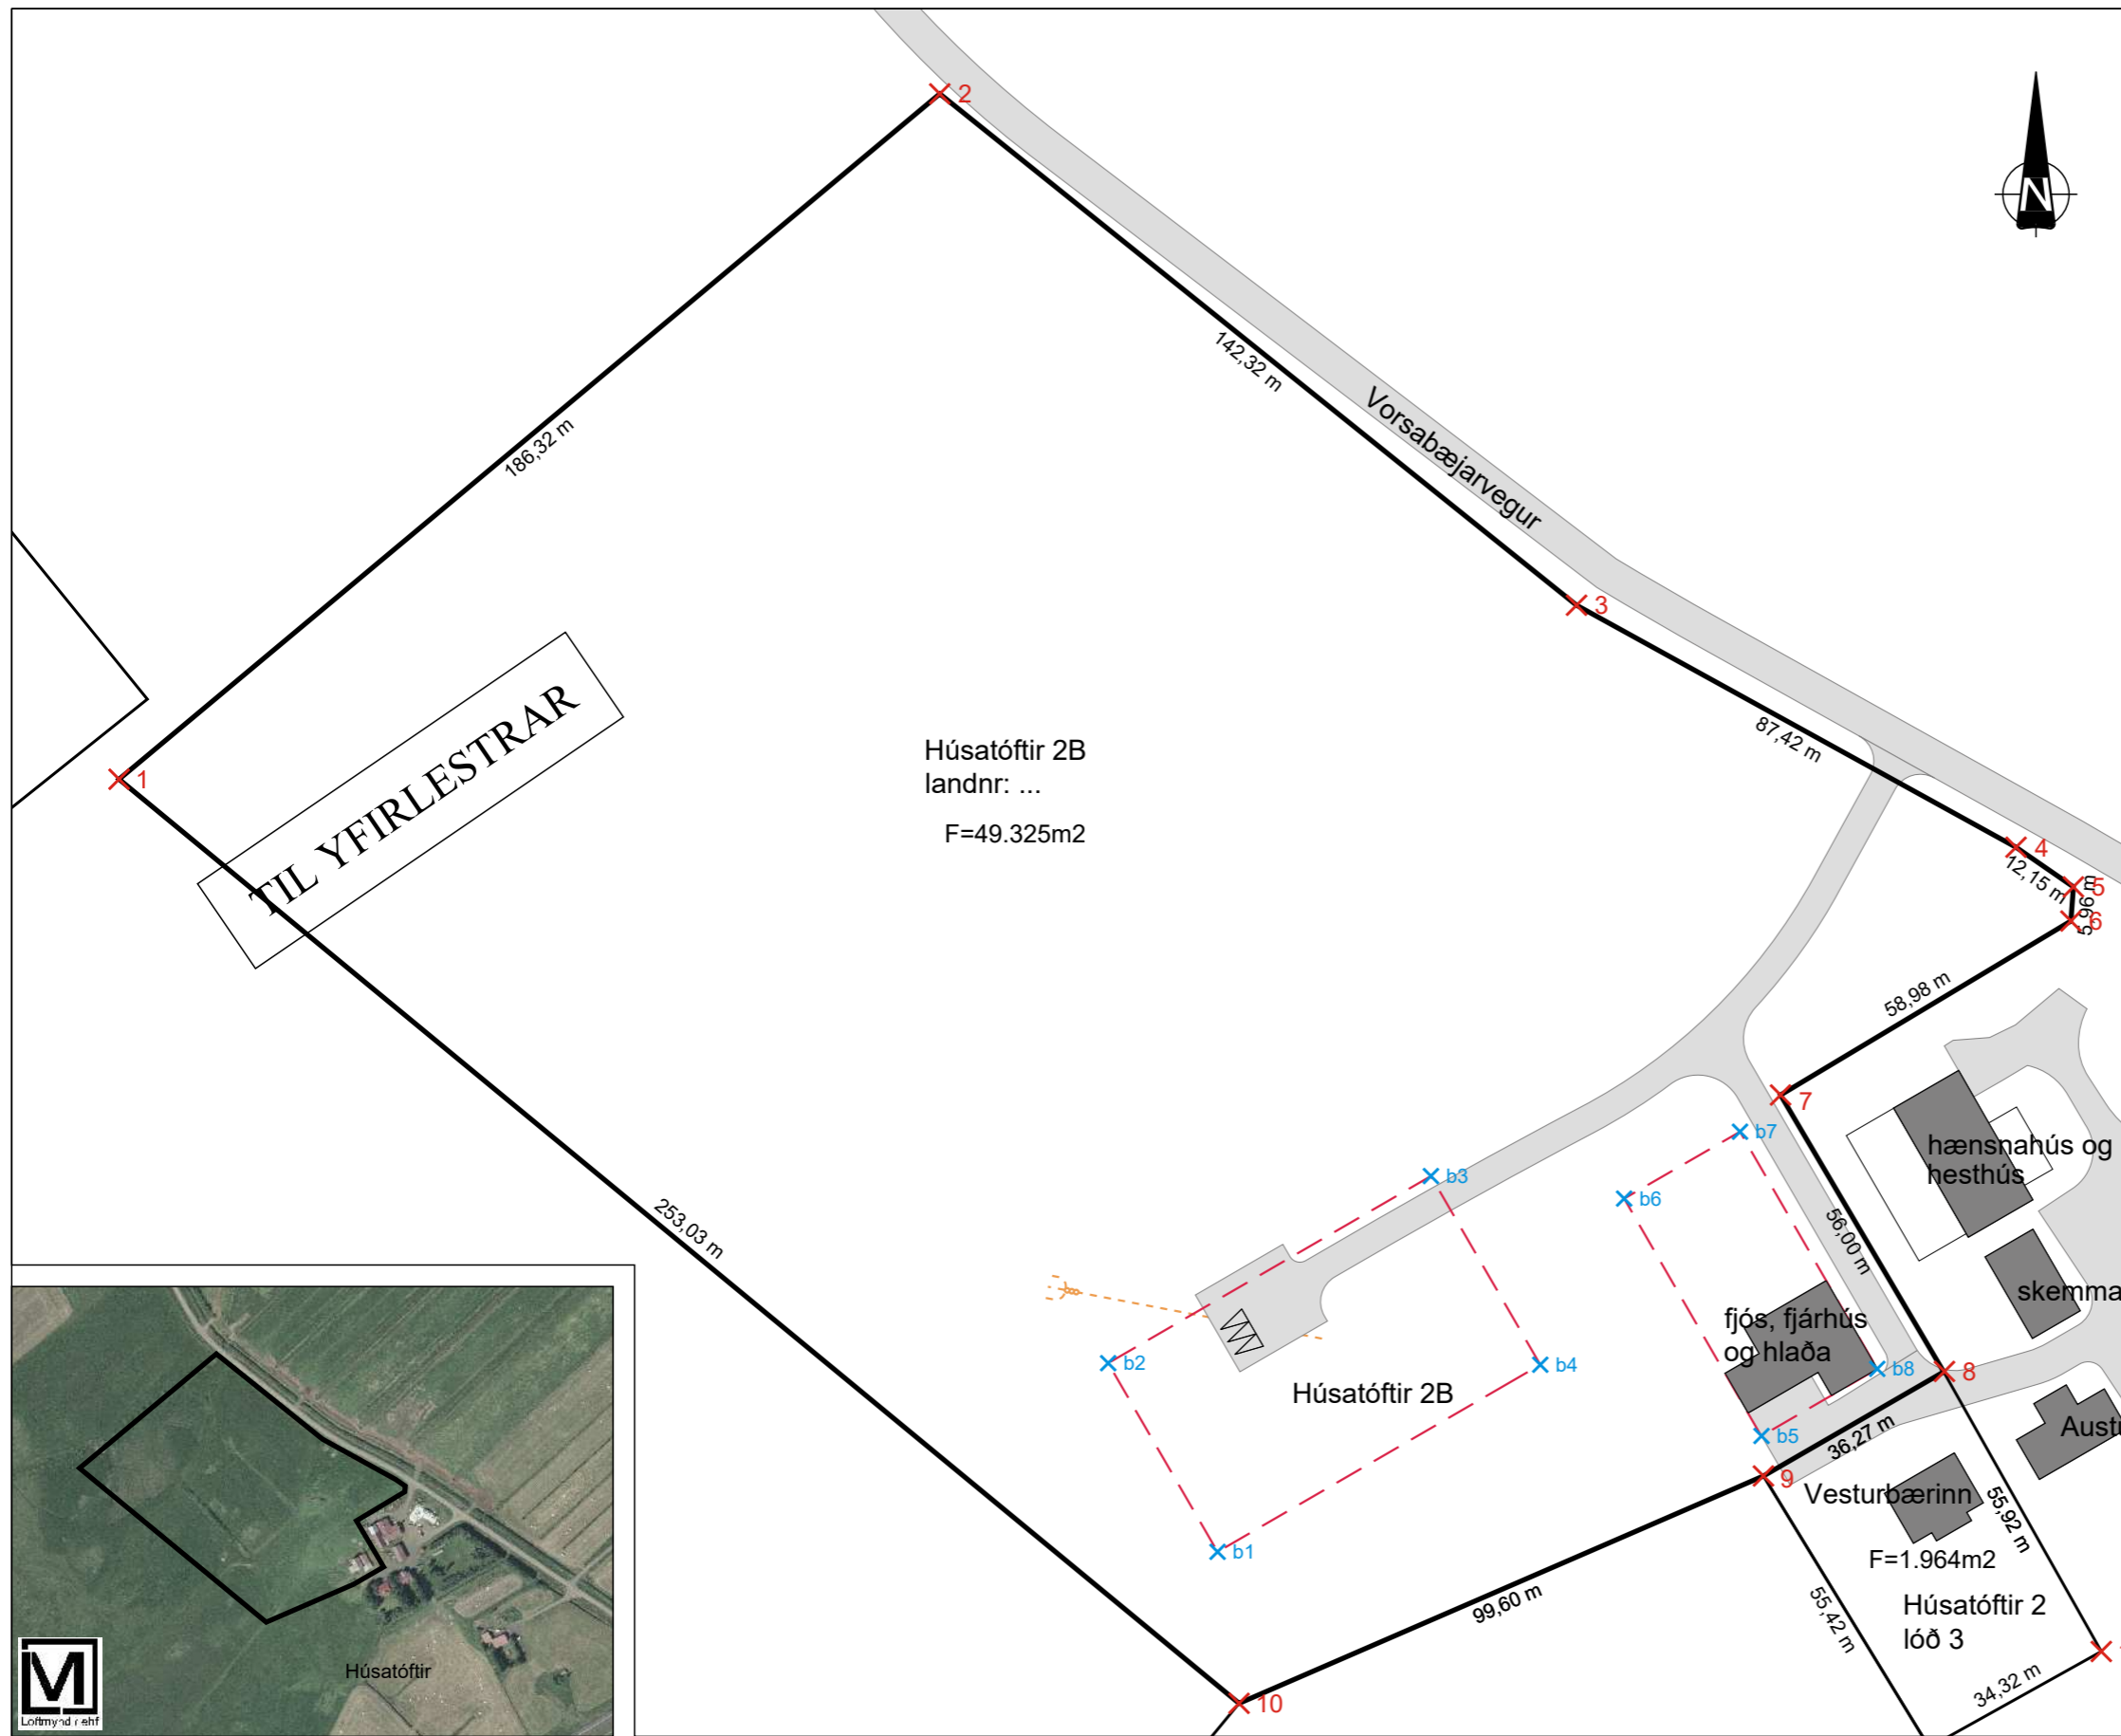 2
N
142,32 m
Vorsabæjarvegur
186,32 m
3
1
TIL YFIRLESTRAR
Húsatóftir 2B
landnr: ...
F=49.325m2
87,42 m
4
12,15 m
5
5,96 m
6
58,98 m
7
hænsnahús og
hesthús
b7
b3
b6
253,03 m
56,00 m
skemma
fjós, fjárhús
og hlaða
b2
b4
b8
8
Húsatóftir 2B
b5
36,27 m
Austu
9
Vesturbærinn
55,92 m
b1
F=1.964m2
99,60 m
55,42 m
Húsatóftir 2
lóð 3
34,32 m
10
Húsatóftir
M
Loftmyndir ehf